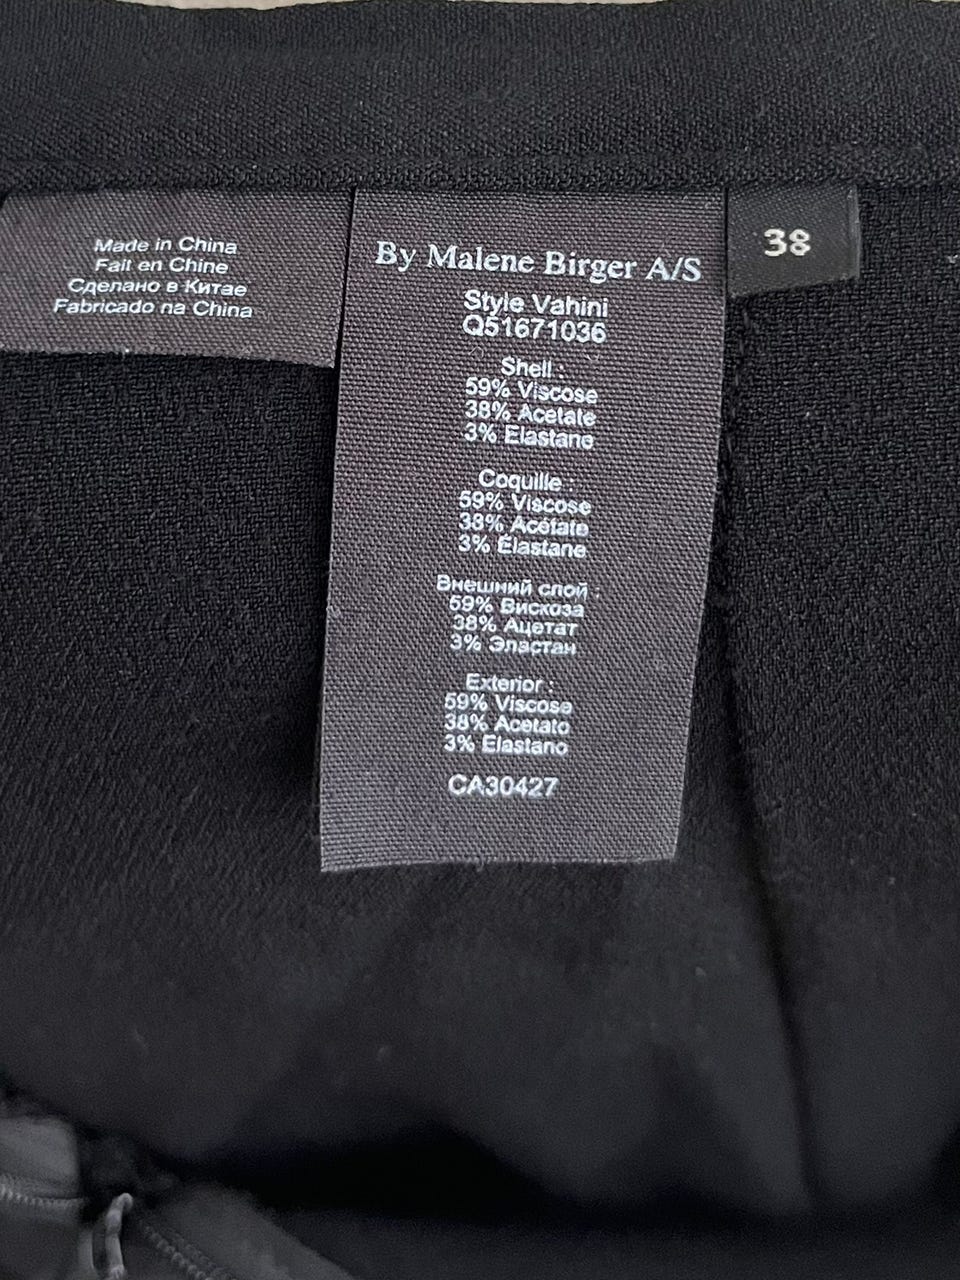 Made in China
Fait en Chine
Сделано в Китае
Fabricado na China
By Malene Birger A/S
Style Vahini
Q51671036
Shell :
59% Viscose
38% Acetate
3% Elastane
Coquille
59% Viscose
38% Acétate
3% Élastane
Внешний слой :
59% Вискоза
38% Ацетат
3% Эластан
Exterior :
59% Viscose
38% Acetato
3% Elastano
CA30427
38